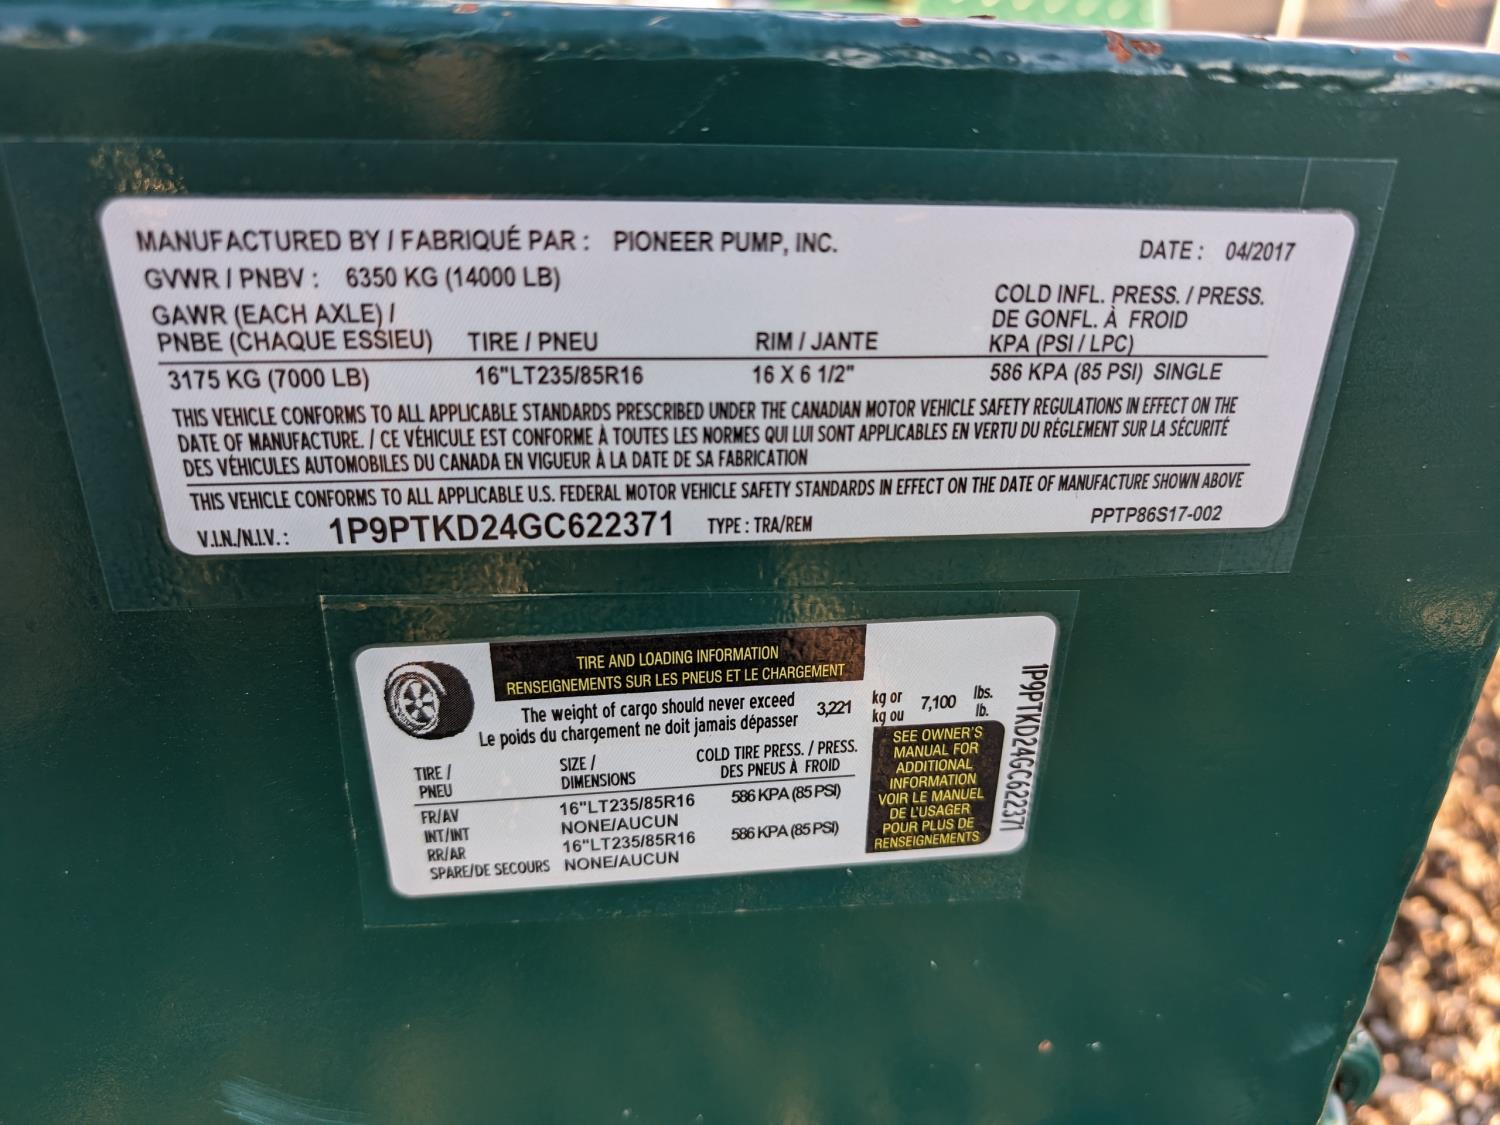 MANUFACTURED BY / FABRIQUÉ PAR : PIONEER PUMP, INC.
DATE : 04/2017
GVWR / PNBV : 6350 KG (14000 LB)
GAWR (EACH AXLE) /
PNBE (CHAQUE ESSIEU) TIRE / PNEU RIM / JANTE
COLD INFL. PRESS. / PRESS.
DE GONFL. À FROID
KPA (PSI / LPC)
3175 KG (7000 LB) 16"LT235/85R16 16 X 6 1/2" 586 KPA (85 PSI) SINGLE
THIS VEHICLE CONFORMS TO ALL APPLICABLE STANDARDS PRESCRIBED UNDER THE CANADIAN MOTOR VEHICLE SAFETY REGULATIONS IN EFFECT ON THE
DATE OF MANUFACTURE. / CE VÉHICULE EST CONFORME À TOUTES LES NORMES QUI LUI SONT APPLICABLES EN VERTU DU RÉGLEMENT SUR LA SÉCURITÉ
DES VÉHICULES AUTOMOBILES DU CANADA EN VIGUEUR À LA DATE DE SA FABRICATION
THIS VEHICLE CONFORMS TO ALL APPLICABLE U.S. FEDERAL MOTOR VEHICLE SAFETY STANDARDS IN EFFECT ON THE DATE OF MANUFACTURE SHOWN ABOVE
V.I.N./N.I.V. : 1P9PTKD24GC622371 TYPE : TRA/REM PPTP86S17-002
TIRE AND LOADING INFORMATION
RENSEIGNEMENTS SUR LES PNEUS ET LE CHARGEMENT
The weight of cargo should never exceed
Le poids du chargement ne doit jamais dépasser
3,221
kg or
kg ou
7,100
lbs.
lb.
TIRE /
PNEU
SIZE /
DIMENSIONS
COLD TIRE PRESS. / PRESS.
DES PNEUS À FROID
FR/AV 16"LT235/85R16 586 KPA (85 PSI)
INT/INT NONE/AUCUN
RR/AR 16"LT235/85R16 586 KPA (85 PSI)
SPARE/DE SECOURS NONE/AUCUN
SEE OWNER'S
MANUAL FOR
ADDITIONAL
INFORMATION
VOIR LE MANUEL
DE L'USAGER
POUR PLUS DE
RENSEIGNEMENTS
1P9PTKD24GC622371